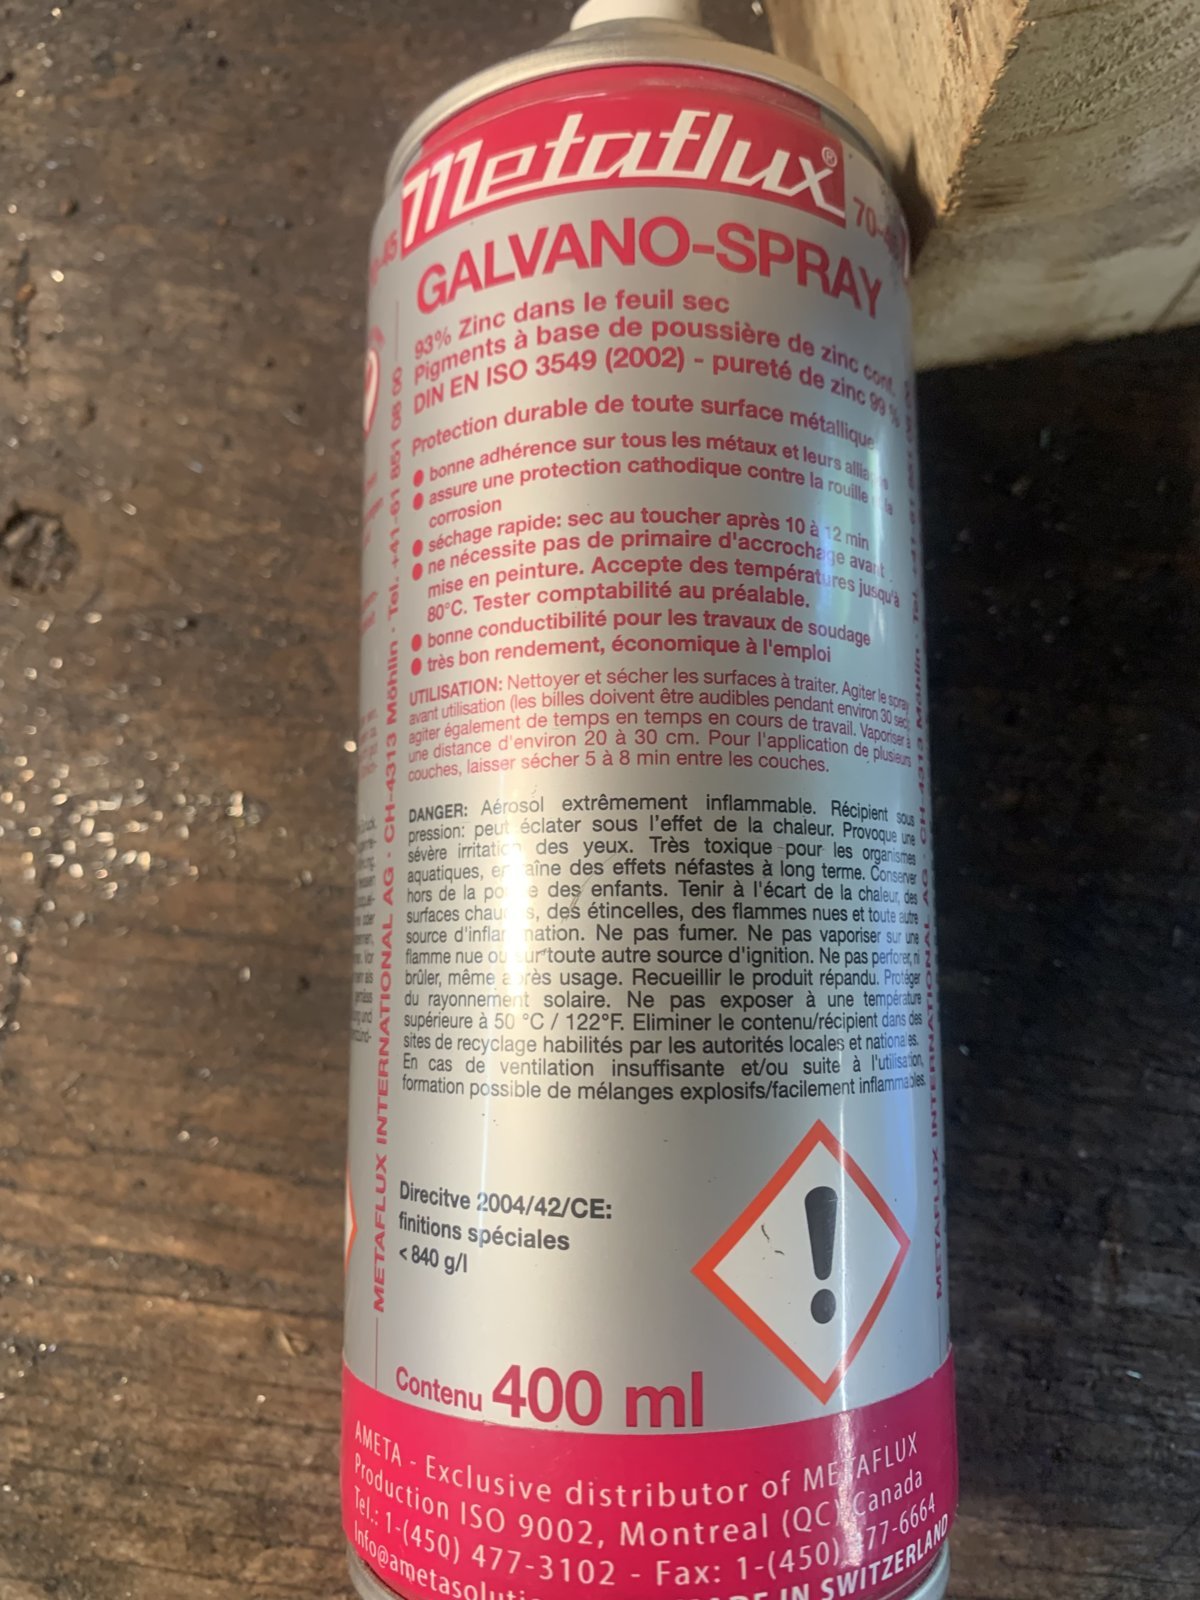 Metaflux®
GALVANO-SPRAY
93% Zinc dans le feuil sec
Pigments à base de poussière de zinc conf.
DIN EN ISO 3549 (2002) - pureté de zinc 99 %
Protection durable de toute surface métallique
● bonne adhérence sur tous les métaux et leurs
● assure une protection cathodique contre la rouille
corrosion
● séchage rapide: sec au toucher après 10 à 12 min
● ne nécessite pas de primaire d'accrochage avant
mise en peinture. Accepte des températures jusqu'à
80°C. Tester comptabilité au préalable.
● bonne conductibilité pour les travaux de soudage
● très bon rendement, économique à l'emploi
UTILISATION: Nettoyer et sécher les surfaces à traiter. Agiter le spray
avant utilisation (les billes doivent être audibles pendant environ 30 sec)
agiter également de temps en temps en cours de travail. Vaporiser à
une distance d'environ 20 à 30 cm. Pour l'application de plusieurs
couches, laisser sécher 5 à 8 min entre les couches.
DANGER: Aérosol extrêmement inflammable. Récipient sous
pression: peut éclater sous l'effet de la chaleur. Provoque une
sévère irritation des yeux. Très toxique pour les organismes
aquatiques, entraîne des effets néfastes à long terme. Conserver
hors de la portée des enfants. Tenir à l'écart de la chaleur, des
surfaces chaudes, des étincelles, des flammes nues et toute autre
source d'inflammation. Ne pas fumer. Ne pas vaporiser sur une
flamme nue ou sur toute autre source d'ignition. Ne pas perforer, ni
brûler, même après usage. Recueillir le produit répandu. Protéger
du rayonnement solaire. Ne pas exposer à une température
supérieure à 50 °C / 122°F. Eliminer le contenu/récipient dans des
sites de recyclage habilités par les autorités locales et nationales.
En cas de ventilation insuffisante et/ou suite à l'utilisation,
formation possible de mélanges explosifs/facilement inflammables.
Direcitve 2004/42/CE:
finitions spéciales
< 840 g/l
Contenu 400 ml
AMETA - Exclusive distributor of METAFLUX
Production ISO 9002, Montreal (QC) Canada
Tel.: 1-(450) 477-3102 - Fax: 1-(450) 477-6664
MADE IN SWITZERLAND
METAFLUX INTERNATIONAL AG · CH-4313 Möhlin · Tel. +41-61 851 08 00